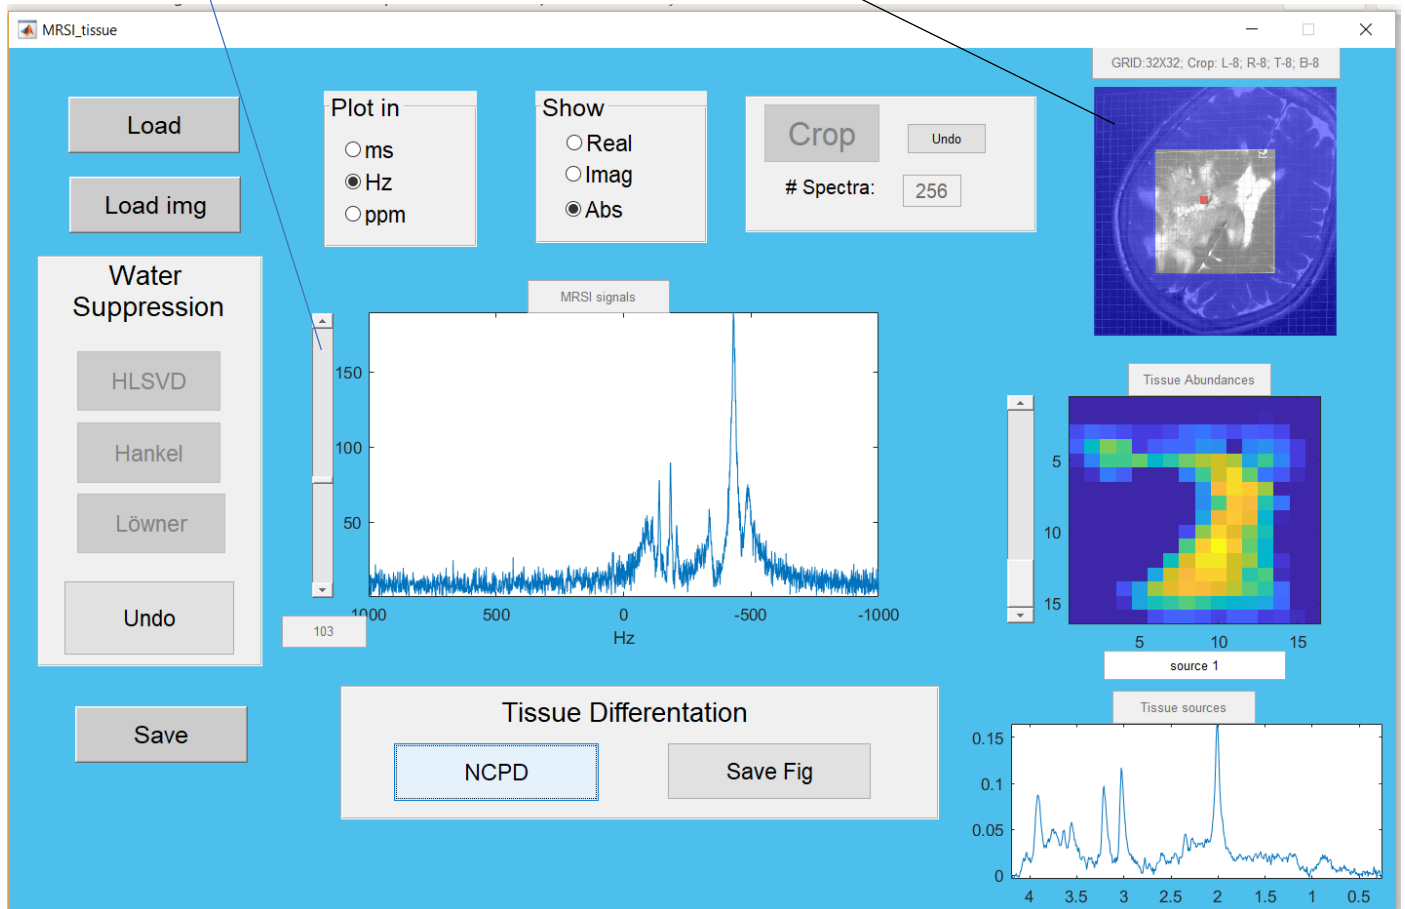 MRSI_tissue
GRID:32X32; Crop: L-8; R-8; T-8; B-8
Load
Load img
Plot in
ms
Hz
ppm
Show
Real
Imag
Abs
Crop
Undo
# Spectra:
256
Water
Suppression
HLSVD
Hankel
Löwner
Undo
Save
MRSI signals
150
100
50
1000
500
0
-500
-1000
Hz
103
Tissue Abundances
5
10
15
5
10
15
source 1
Tissue Differentation
NCPD
Save Fig
Tissue sources
0.15
0.1
0.05
0
4
3.5
3
2.5
2
1.5
1
0.5